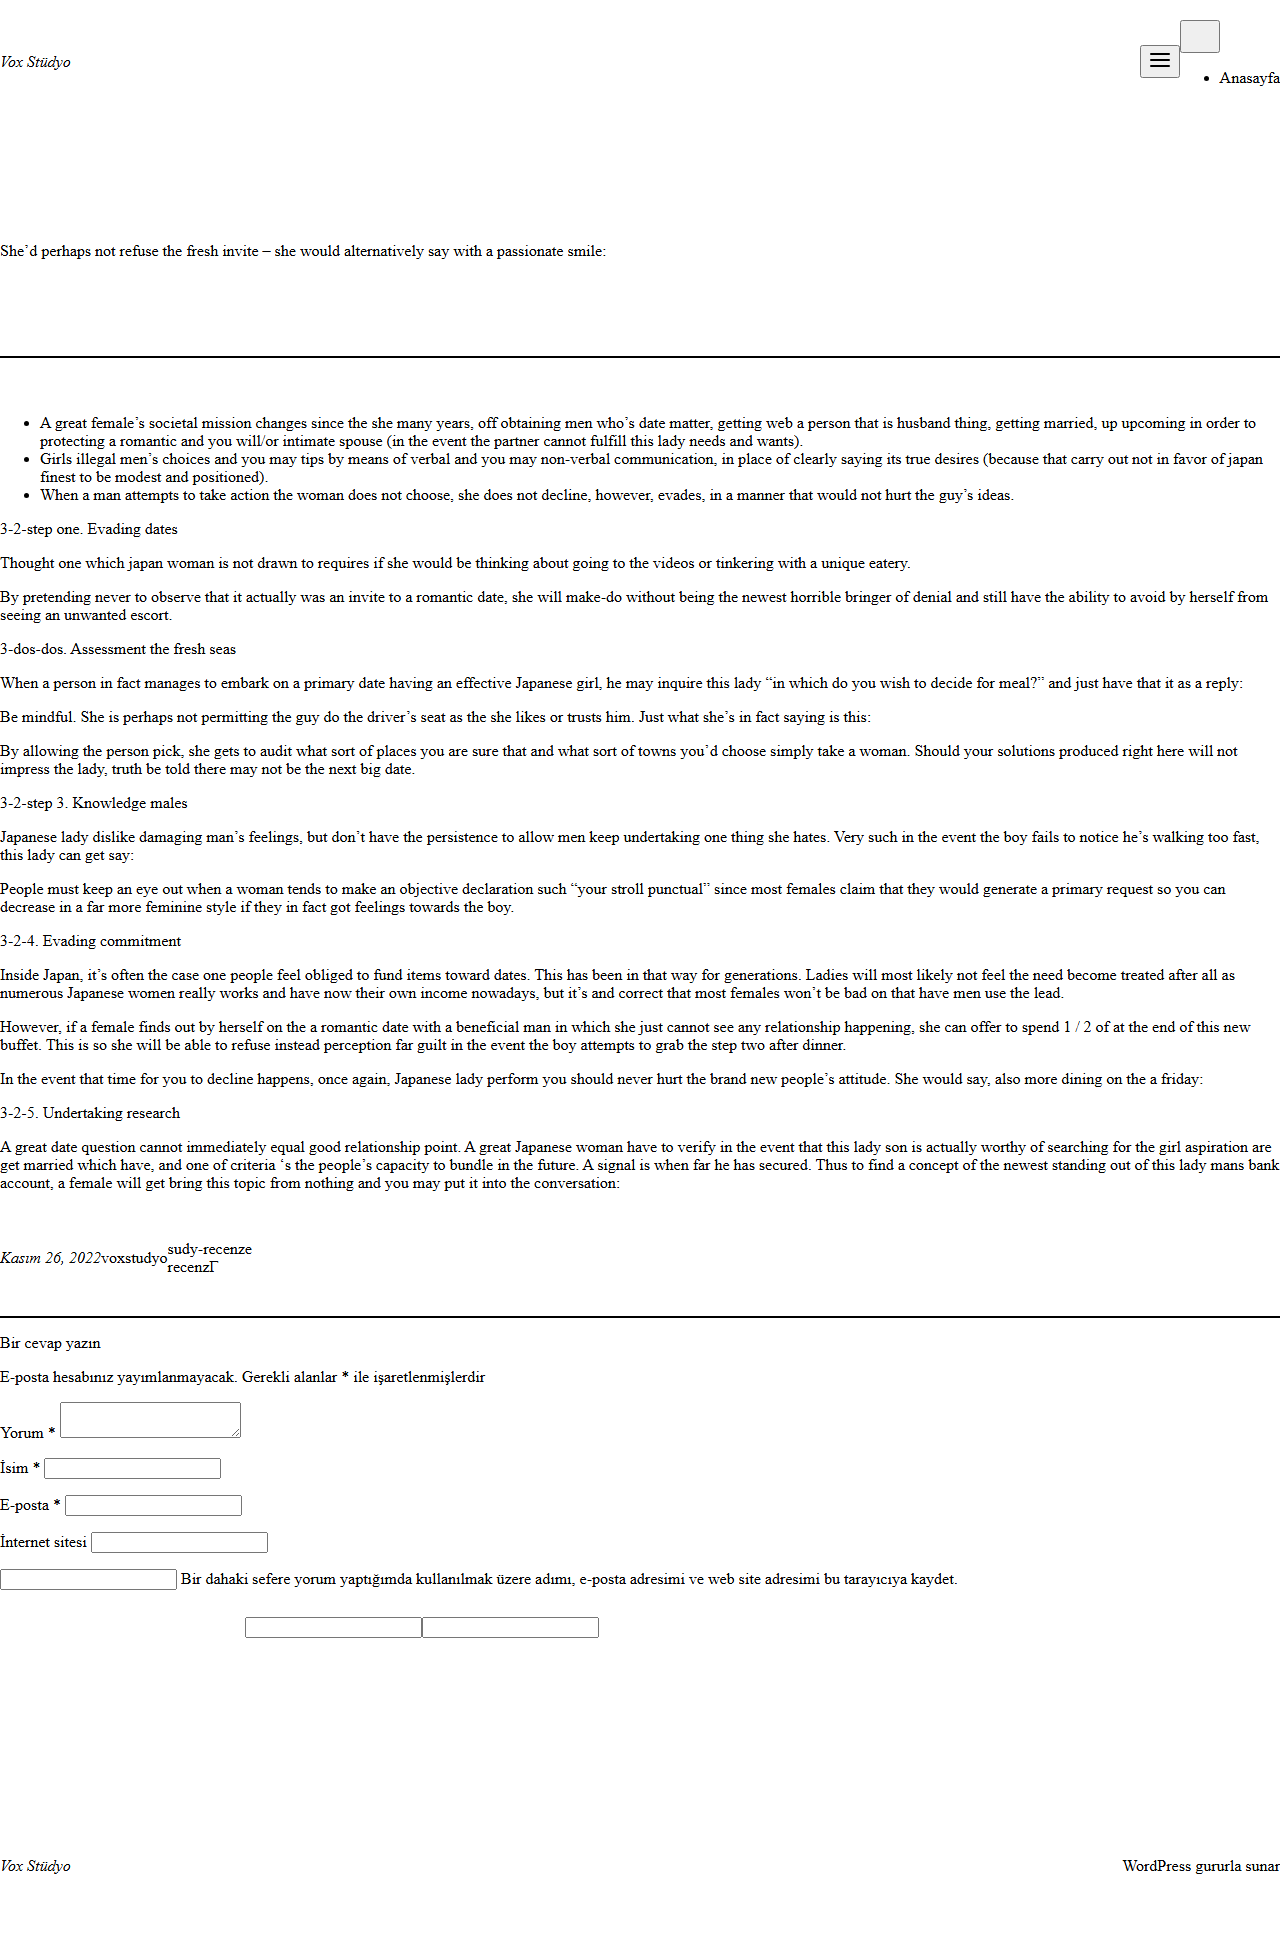 Vox Stüdyo
Anasayfa
She’d perhaps not refuse the fresh invite – she would alternatively say with a passionate smile:
A great female’s societal mission changes since the she many years, off obtaining men who’s date matter, getting web a person that is husband thing, getting married, up upcoming in order to
protecting a romantic and you will/or intimate spouse (in the event the partner cannot fulfill this lady needs and wants).
Girls illegal men’s choices and you may tips by means of verbal and you may non-verbal communication, in place of clearly saying its true desires (because that carry out not in favor of japan
finest to be modest and positioned).
When a man attempts to take action the woman does not choose, she does not decline, however, evades, in a manner that would not hurt the guy’s ideas.
3-2-step one. Evading dates
Thought one which japan woman is not drawn to requires if she would be thinking about going to the videos or tinkering with a unique eatery.
By pretending never to observe that it actually was an invite to a romantic date, she will make-do without being the newest horrible bringer of denial and still have the ability to avoid by herself from
seeing an unwanted escort.
3-dos-dos. Assessment the fresh seas
When a person in fact manages to embark on a primary date having an effective Japanese girl, he may inquire this lady “in which do you wish to decide for meal?” and just have that it as a reply:
Be mindful. She is perhaps not permitting the guy do the driver’s seat as the she likes or trusts him. Just what she’s in fact saying is this:
By allowing the person pick, she gets to audit what sort of places you are sure that and what sort of towns you’d choose simply take a woman. Should your solutions produced right here will not
impress the lady, truth be told there may not be the next big date.
3-2-step 3. Knowledge males
Japanese lady dislike damaging man’s feelings, but don’t have the persistence to allow men keep undertaking one thing she hates. Very such in the event the boy fails to notice he’s walking too fast,
this lady can get say:
People must keep an eye out when a woman tends to make an objective declaration such “your stroll punctual” since most females claim that they would generate a primary request so you can
decrease in a far more feminine style if they in fact got feelings towards the boy.
3-2-4. Evading commitment
Inside Japan, it’s often the case one people feel obliged to fund items toward dates. This has been in that way for generations. Ladies will most likely not feel the need become treated after all as
numerous Japanese women really works and have now their own income nowadays, but it’s and correct that most females won’t be bad on that have men use the lead.
However, if a female finds out by herself on the a romantic date with a beneficial man in which she just cannot see any relationship happening, she can offer to spend 1 / 2 of at the end of this new
buffet. This is so she will be able to refuse instead perception far guilt in the event the boy attempts to grab the step two after dinner.
In the event that time for you to decline happens, once again, Japanese lady perform you should never hurt the brand new people’s attitude. She would say, also more dining on the a friday:
3-2-5. Undertaking research
A great date question cannot immediately equal good relationship point. A great Japanese woman have to verify in the event that this lady son is actually worthy of searching for the girl aspiration are
get married which have, and one of criteria ‘s the people’s capacity to bundle in the future. A signal is when far he has secured. Thus to find a concept of the newest standing out of this lady mans bank
account, a female will get bring this topic from nothing and you may put it into the conversation:
Kasım 26, 2022voxstudyosudy-recenze
recenzГ
Bir cevap yazın
E-posta hesabınız yayımlanmayacak. Gerekli alanlar * ile işaretlenmişlerdir
Yorum *
İsim *
E-posta *
İnternet sitesi
Bir dahaki sefere yorum yaptığımda kullanılmak üzere adımı, e-posta adresimi ve web site adresimi bu tarayıcıya kaydet.
Vox Stüdyo
WordPress gururla sunar